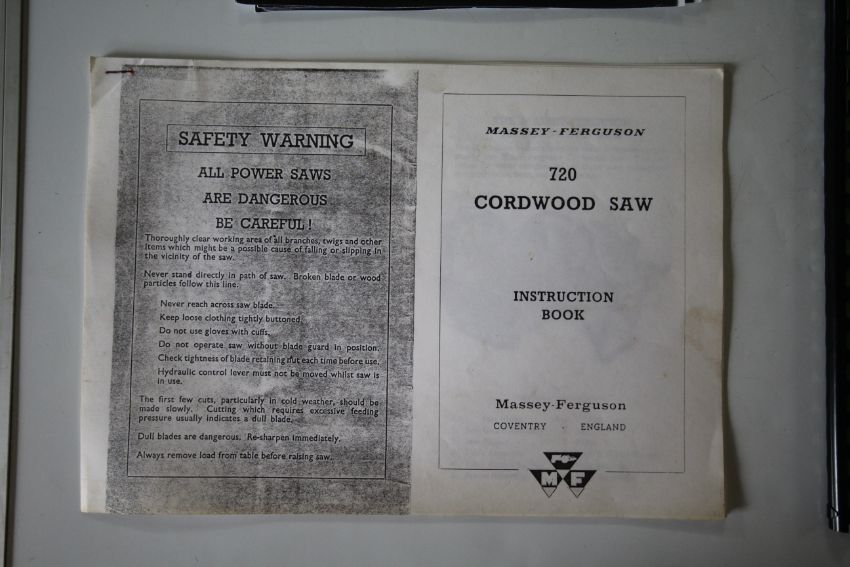 SAFETY WARNING
ALL POWER SAWS
ARE DANGEROUS
BE CAREFUL!
Thoroughly clear working area of all branches, twigs and other
items which might be a possible cause of falling or slipping in
the vicinity of the saw.
Never stand directly in path of saw. Broken blade or wood
particles follow this line.
Never reach across saw blade.
Keep loose clothing tightly buttoned.
Do not use gloves with cuffs.
Do not operate saw without blade guard in position.
Check tightness of blade retaining nut each time before use.
Hydraulic control lever must not be moved whilst saw is
in use.
The first few cuts, particularly in cold weather, should be
made slowly. Cutting which requires excessive feeding
pressure usually indicates a dull blade.
Dull blades are dangerous. Re-sharpen immediately.
Always remove load from table before raising saw.
MASSEY-FERGUSON
720
CORDWOOD SAW
INSTRUCTION
BOOK
Massey-Ferguson
COVENTRY · ENGLAND
MF